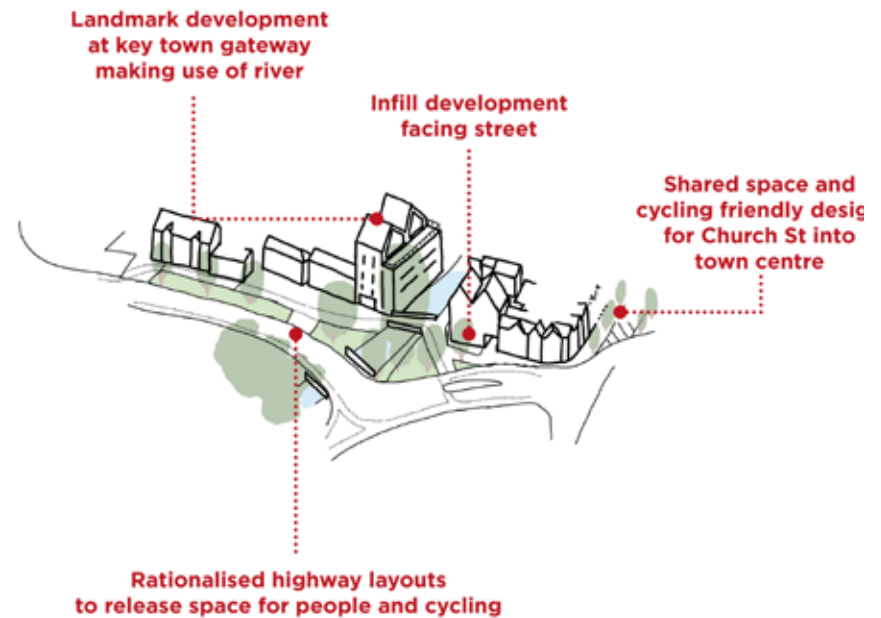 Landmark development
at key town gateway
making use of river
Infill development
facing street
Shared space and
cycling friendly desig
for Church St into
town centre
Rationalised highway layouts
to release space for people and cycling